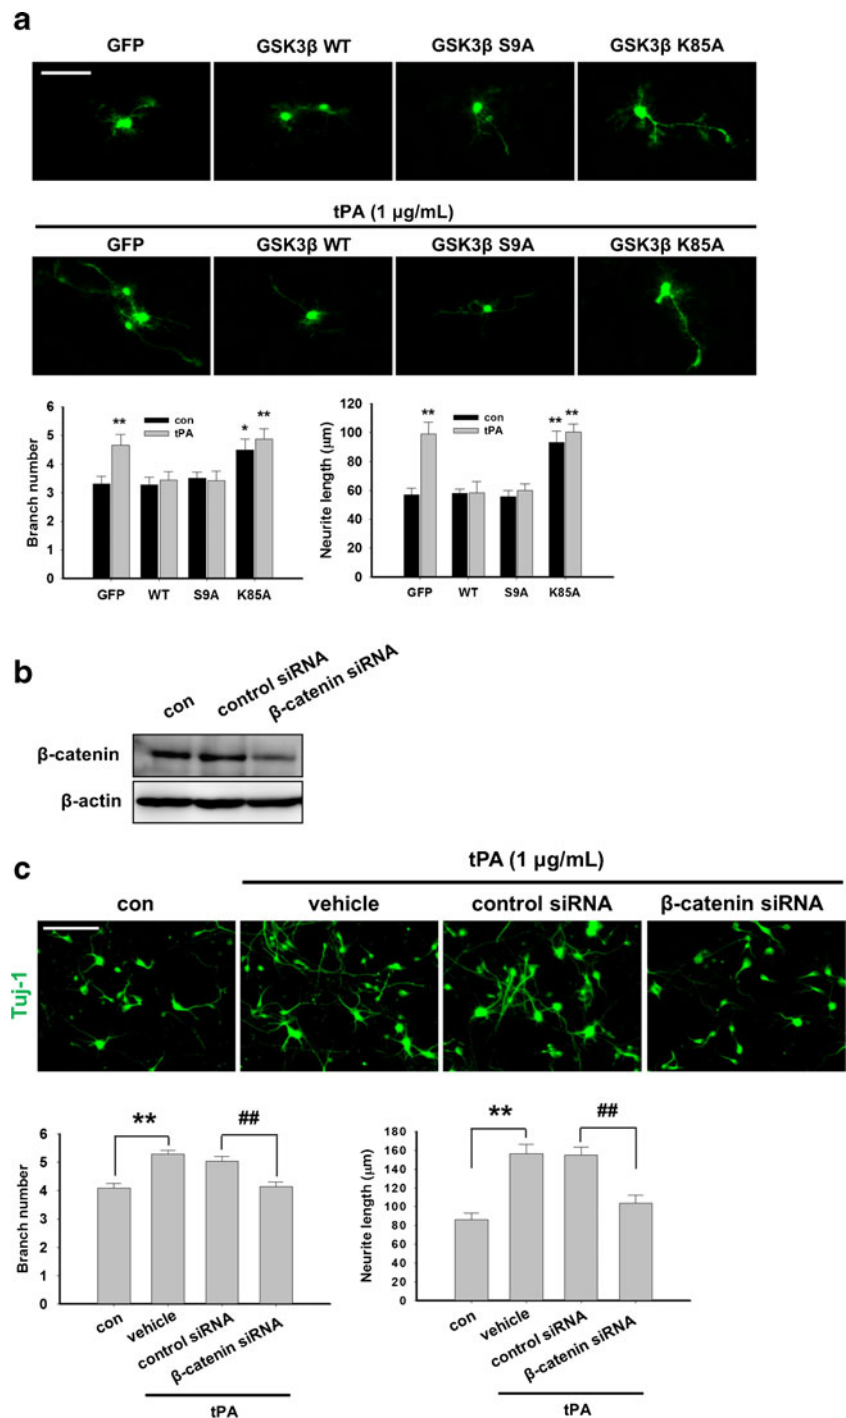 a
GFP GSK3β WT GSK3β S9A GSK3β K85A
tPA (1 μg/mL)
GFP GSK3β WT GSK3β S9A GSK3β K85A
Branch number
6
5
4
3
2
1
0
**
* **
con
tPA
GFP WT S9A K85A
Neurite length (μm)
120
100
80
60
40
20
0
**
** **
con
tPA
GFP WT S9A K85A
b
con control siRNA β-catenin siRNA
β-catenin
β-actin
c
tPA (1 μg/mL)
con vehicle control siRNA β-catenin siRNA
Tuj-1
Branch number
6
5
4
3
2
1
0
** ##
con vehicle control siRNA β-catenin siRNA
tPA
Neurite length (μm)
180
160
140
120
100
80
60
40
20
0
** ##
con vehicle control siRNA β-catenin siRNA
tPA